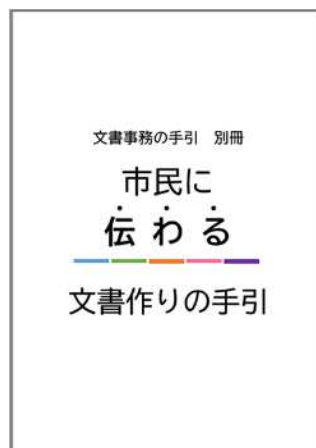 文書事務の手引　別冊
市民に
伝わる
文書作りの手引